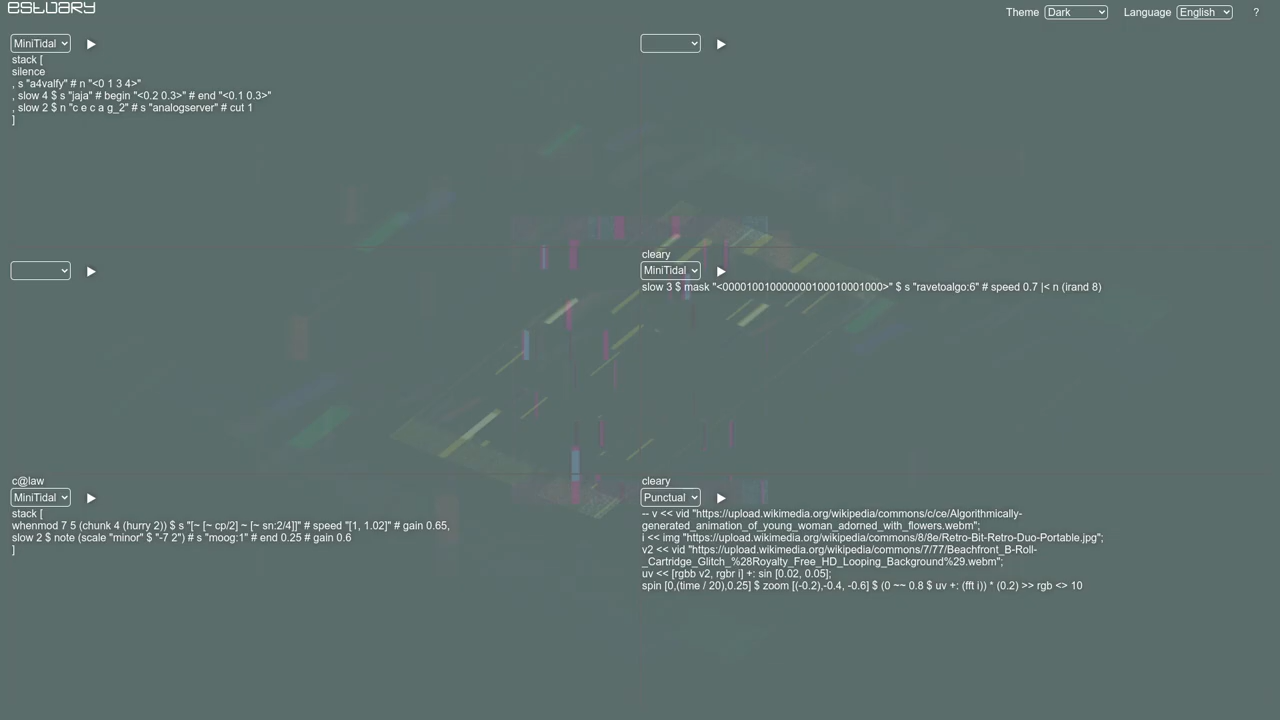 estuary
Theme Dark Language English ?
MiniTidal
stack [
silence
, s "a4valfy" # n "<0 1 3 4>"
, slow 4 $ s "jaja" # begin "<0.2 0.3>" # end "<0.1 0.3>"
, slow 2 $ n "c e c a g_2" # s "analogserver" # cut 1
]
cleary
MiniTidal
slow 3 $ mask "<000010010000000100010001000>" $ s "ravetoalgo:6" # speed 0.7 |< n (irand 8)
c@law
MiniTidal
stack [
whenmod 7 5 (chunk 4 (hurry 2)) $ s "[~ [~ cp/2] ~ [~ sn:2/4]]" # speed "[1, 1.02]" # gain 0.65,
slow 2 $ note (scale "minor" $ "-7 2") # s "moog:1" # end 0.25 # gain 0.6
]
cleary
Punctual
-- v << vid "https://upload.wikimedia.org/wikipedia/commons/c/ce/Algorithmically-
generated_animation_of_young_woman_adorned_with_flowers.webm";
i << img "https://upload.wikimedia.org/wikipedia/commons/8/8e/Retro-Bit-Retro-Duo-Portable.jpg";
v2 << vid "https://upload.wikimedia.org/wikipedia/commons/7/77/Beachfront_B-Roll-
_Cartridge_Glitch_%28Royalty_Free_HD_Looping_Background%29.webm";
uv << [rgbb v2, rgbr i] +: sin [0.02, 0.05];
spin [0,(time / 20),0.25] $ zoom [(-0.2),-0.4, -0.6] $ (0 ~~ 0.8 $ uv +: (fft i)) * (0.2) >> rgb <> 10